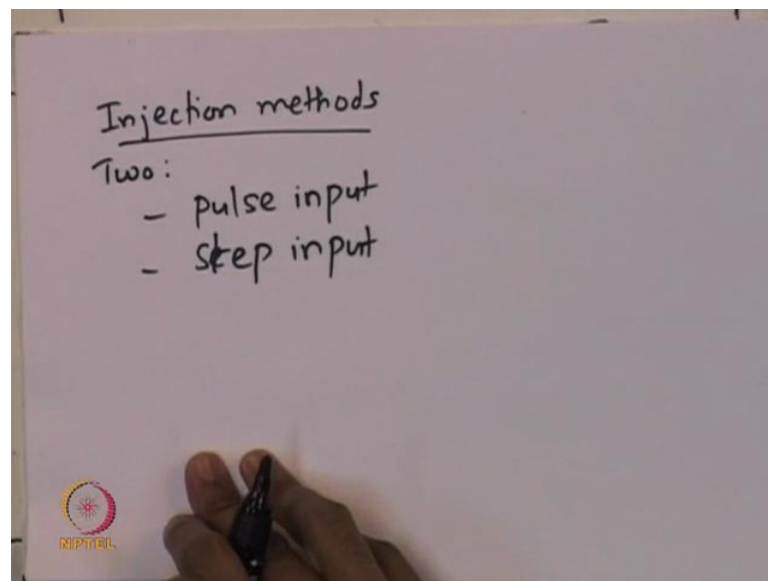 Injection methods
Two:
- pulse input
- step input
NPTEL